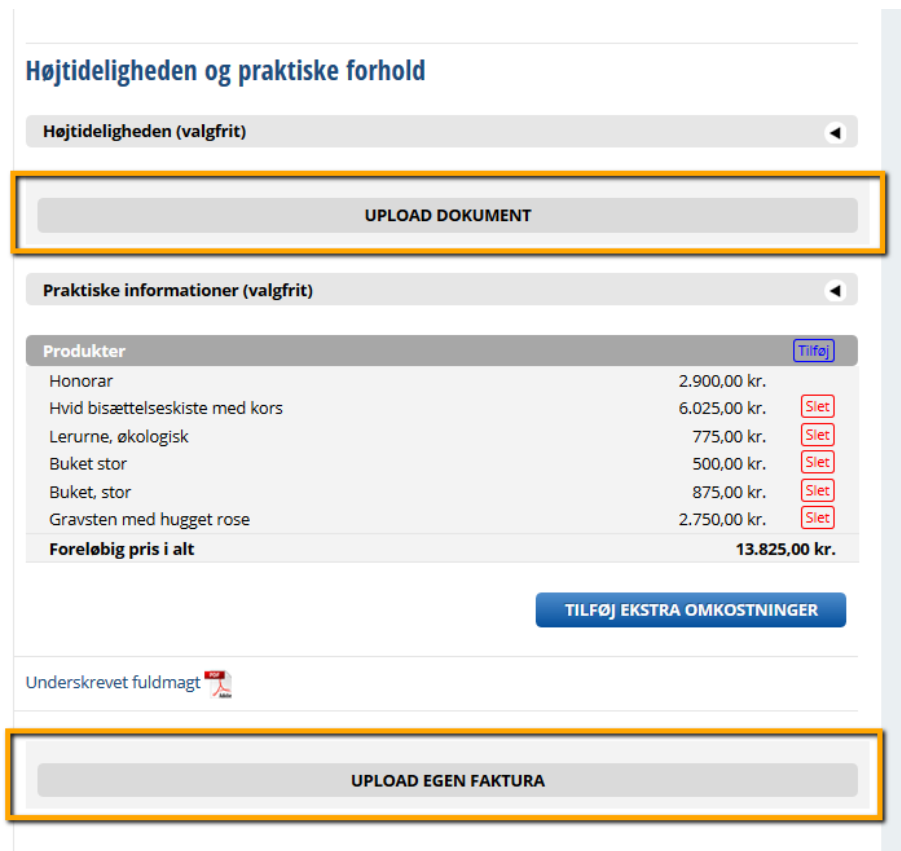 Højtideligheden og praktiske forhold
Højtideligheden (valgfrit)
UPLOAD DOKUMENT
Praktiske informationer (valgfrit)
Produkter Tilføj
Honorar 2.900,00 kr.
Hvid bisættelseskiste med kors 6.025,00 kr. Slet
Lerurne, økologisk 775,00 kr. Slet
Buket stor 500,00 kr. Slet
Buket, stor 875,00 kr. Slet
Gravsten med hugget rose 2.750,00 kr. Slet
Foreløbig pris i alt 13.825,00 kr.
TILFØJ EKSTRA OMKOSTNINGER
Underskrevet fuldmagt PDF Adobe
UPLOAD EGEN FAKTURA